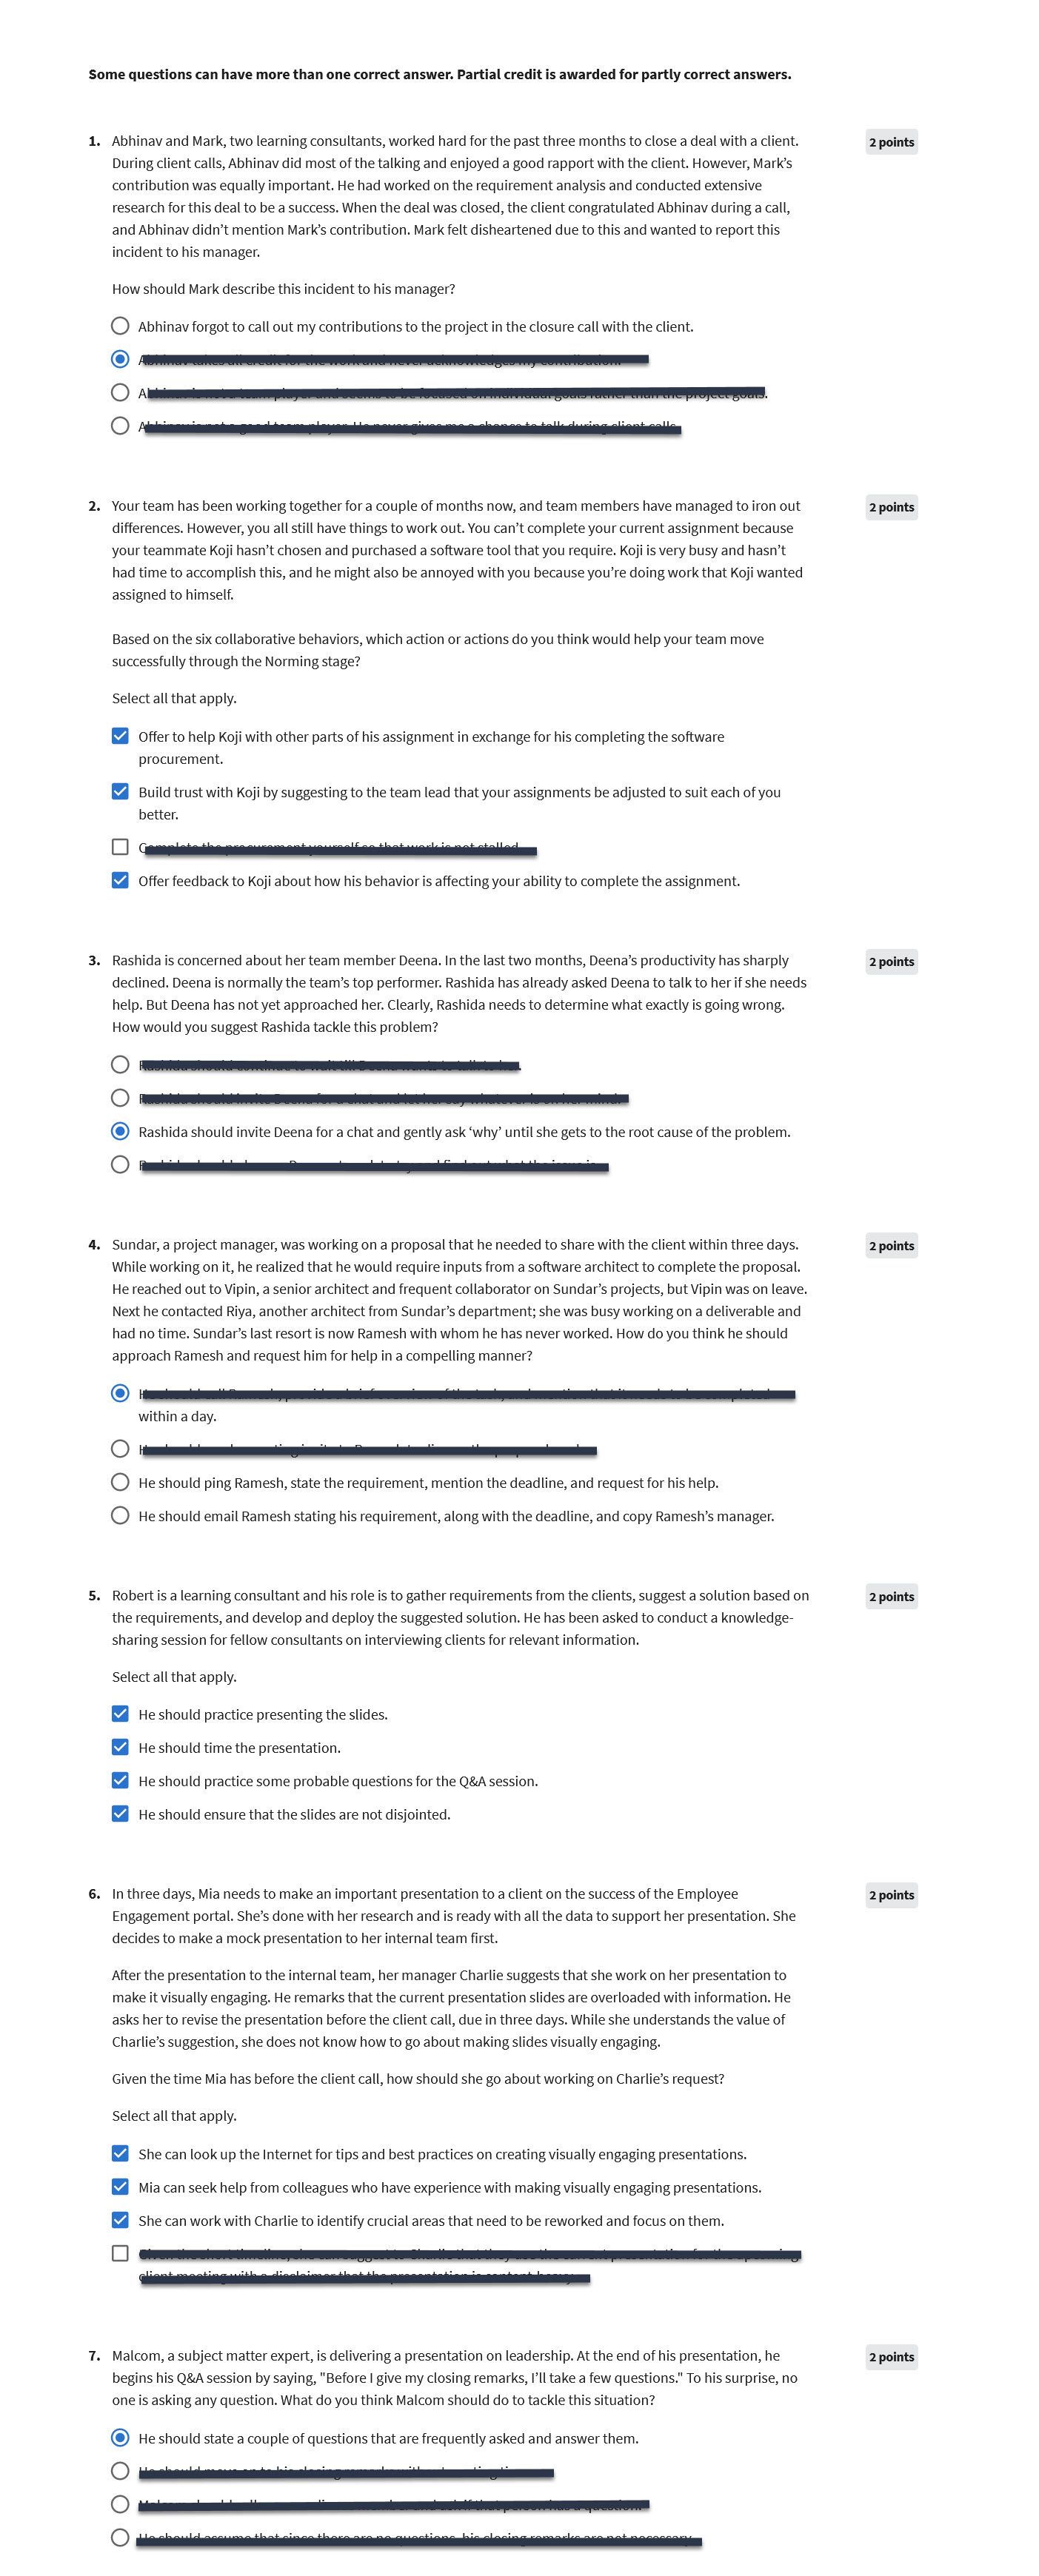 Some questions can have more than one correct answer. Partial credit is awarded for partly correct answers.
1. Abhinav and Mark, two learning consultants, worked hard for the past three months to close a deal with a client. 2 points
During client calls, Abhinav did most of the talking and enjoyed a good rapport with the client. However, Mark’s
contribution was equally important. He had worked on the requirement analysis and conducted extensive
research for this deal to be a success. When the deal was closed, the client congratulated Abhinav during a call,
and Abhinav didn’t mention Mark’s contribution. Mark felt disheartened due to this and wanted to report this
incident to his manager.
How should Mark describe this incident to his manager?
Abhinav forgot to call out my contributions to the project in the closure call with the client.
2. Your team has been working together for a couple of months now, and team members have managed to iron out 2 points
differences. However, you all still have things to work out. You can’t complete your current assignment because
your teammate Koji hasn’t chosen and purchased a software tool that you require. Koji is very busy and hasn’t
had time to accomplish this, and he might also be annoyed with you because you’re doing work that Koji wanted
assigned to himself.
Based on the six collaborative behaviors, which action or actions do you think would help your team move
successfully through the Norming stage?
Select all that apply.
Offer to help Koji with other parts of his assignment in exchange for his completing the software
procurement.
Build trust with Koji by suggesting to the team lead that your assignments be adjusted to suit each of you
better.
Offer feedback to Koji about how his behavior is affecting your ability to complete the assignment.
3. Rashida is concerned about her team member Deena. In the last two months, Deena’s productivity has sharply 2 points
declined. Deena is normally the team’s top performer. Rashida has already asked Deena to talk to her if she needs
help. But Deena has not yet approached her. Clearly, Rashida needs to determine what exactly is going wrong.
How would you suggest Rashida tackle this problem?
Rashida should invite Deena for a chat and gently ask ‘why’ until she gets to the root cause of the problem.
4. Sundar, a project manager, was working on a proposal that he needed to share with the client within three days. 2 points
While working on it, he realized that he would require inputs from a software architect to complete the proposal.
He reached out to Vipin, a senior architect and frequent collaborator on Sundar’s projects, but Vipin was on leave.
Next he contacted Riya, another architect from Sundar’s department; she was busy working on a deliverable and
had no time. Sundar’s last resort is now Ramesh with whom he has never worked. How do you think he should
approach Ramesh and request him for help in a compelling manner?
within a day.
He should ping Ramesh, state the requirement, mention the deadline, and request for his help.
He should email Ramesh stating his requirement, along with the deadline, and copy Ramesh’s manager.
5. Robert is a learning consultant and his role is to gather requirements from the clients, suggest a solution based on 2 points
the requirements, and develop and deploy the suggested solution. He has been asked to conduct a knowledge-
sharing session for fellow consultants on interviewing clients for relevant information.
Select all that apply.
He should practice presenting the slides.
He should time the presentation.
He should practice some probable questions for the Q&A session.
He should ensure that the slides are not disjointed.
6. In three days, Mia needs to make an important presentation to a client on the success of the Employee 2 points
Engagement portal. She’s done with her research and is ready with all the data to support her presentation. She
decides to make a mock presentation to her internal team first.
After the presentation to the internal team, her manager Charlie suggests that she work on her presentation to
make it visually engaging. He remarks that the current presentation slides are overloaded with information. He
asks her to revise the presentation before the client call, due in three days. While she understands the value of
Charlie’s suggestion, she does not know how to go about making slides visually engaging.
Given the time Mia has before the client call, how should she go about working on Charlie’s request?
Select all that apply.
She can look up the Internet for tips and best practices on creating visually engaging presentations.
Mia can seek help from colleagues who have experience with making visually engaging presentations.
She can work with Charlie to identify crucial areas that need to be reworked and focus on them.
7. Malcom, a subject matter expert, is delivering a presentation on leadership. At the end of his presentation, he 2 points
begins his Q&A session by saying, "Before I give my closing remarks, I’ll take a few questions." To his surprise, no
one is asking any question. What do you think Malcom should do to tackle this situation?
He should state a couple of questions that are frequently asked and answer them.